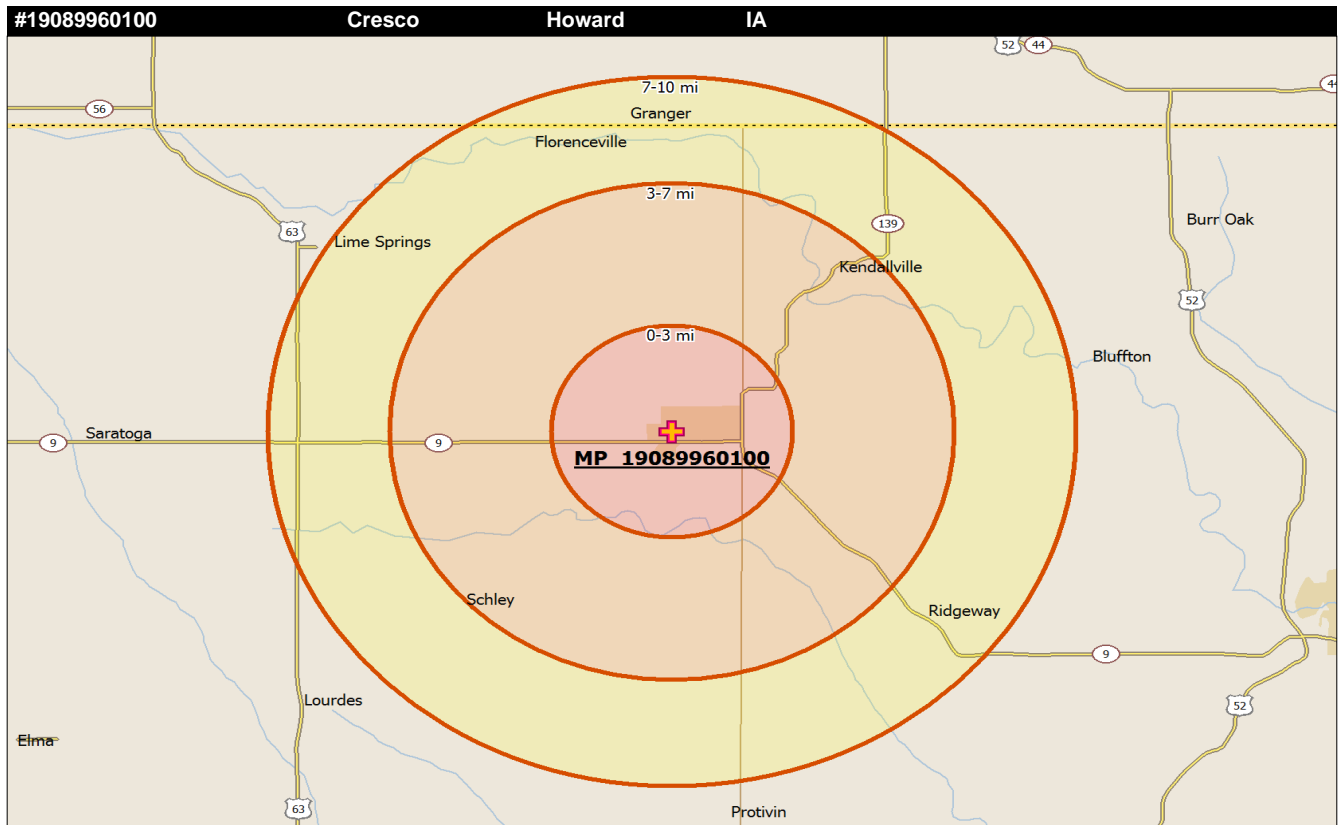 #19089960100 Cresco Howard IA
52 44
7-10 mi
44
56
Granger
Florenceville
3-7 mi
Burr Oak
139
63
Lime Springs
Kendallville
52
0-3 mi
Bluffton
Saratoga
9
9
MP 19089960100
Schley
Ridgeway
9
Lourdes
52
Elma
63
Protivin